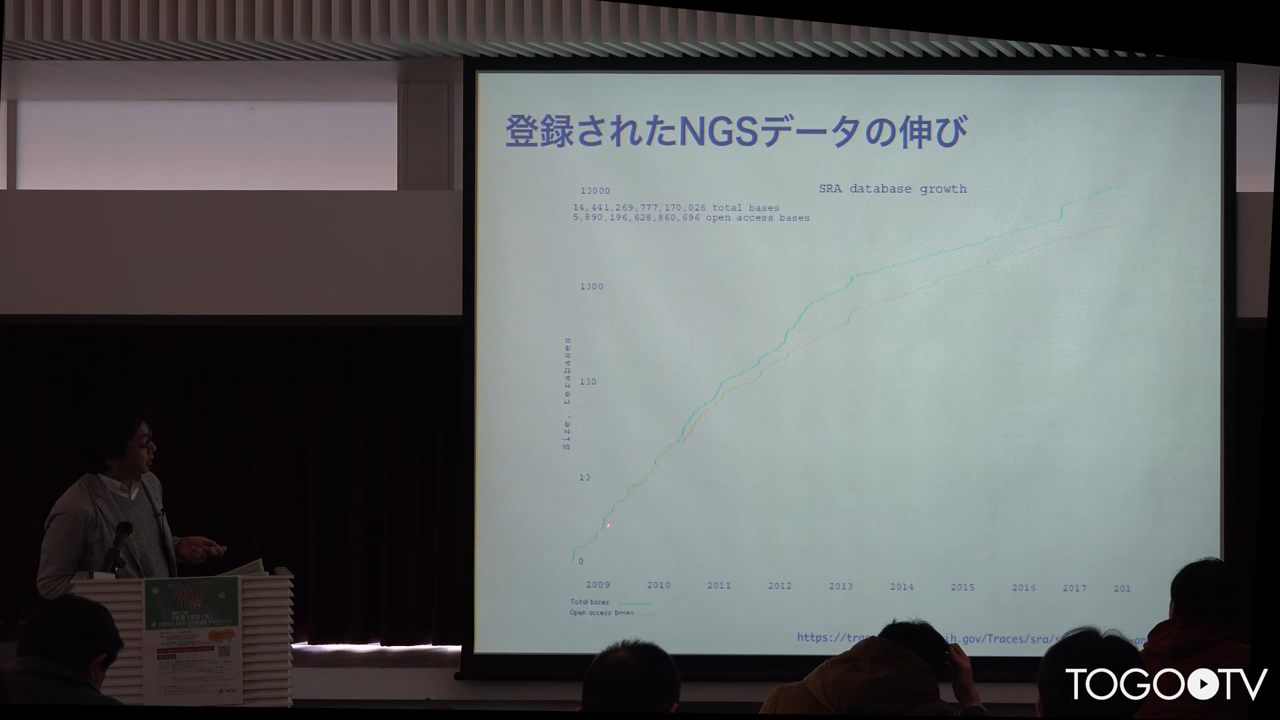 登録されたNGSデータの伸び
SRA database growth
10000
14,441,269,777,170,026 total bases
5,890,196,628,860,696 open access bases
1000
100
10
0
Size, terabases
2009 2010 2011 2012 2013 2014 2015 2016 2017 201
Total bases
Open access bases
https://trac ih.gov/Traces/sra/s
TOGOTV